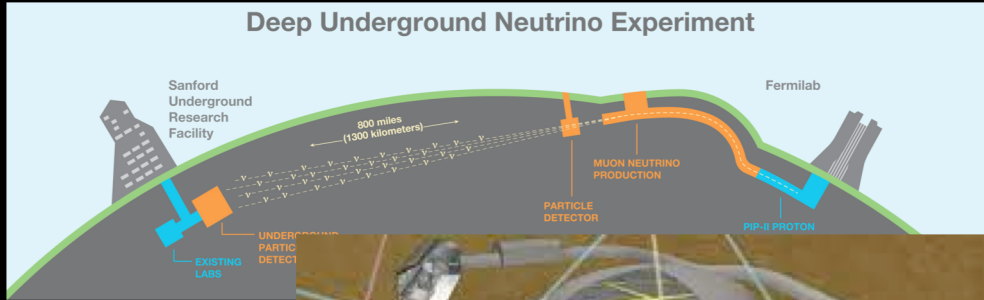 Deep Underground Neutrino Experiment
Sanford
Underground
Research
Facility
Fermilab
800 miles
(1300 kilometers)
MUON NEUTRINO
PRODUCTION
PARTICLE
DETECTOR
PIP-II PROTON
EXISTING
LABS
ν ν ν ν ν ν ν ν ν
ν ν ν ν ν ν ν ν ν
ν ν ν ν ν ν ν ν ν
ν ν ν ν ν ν ν ν ν